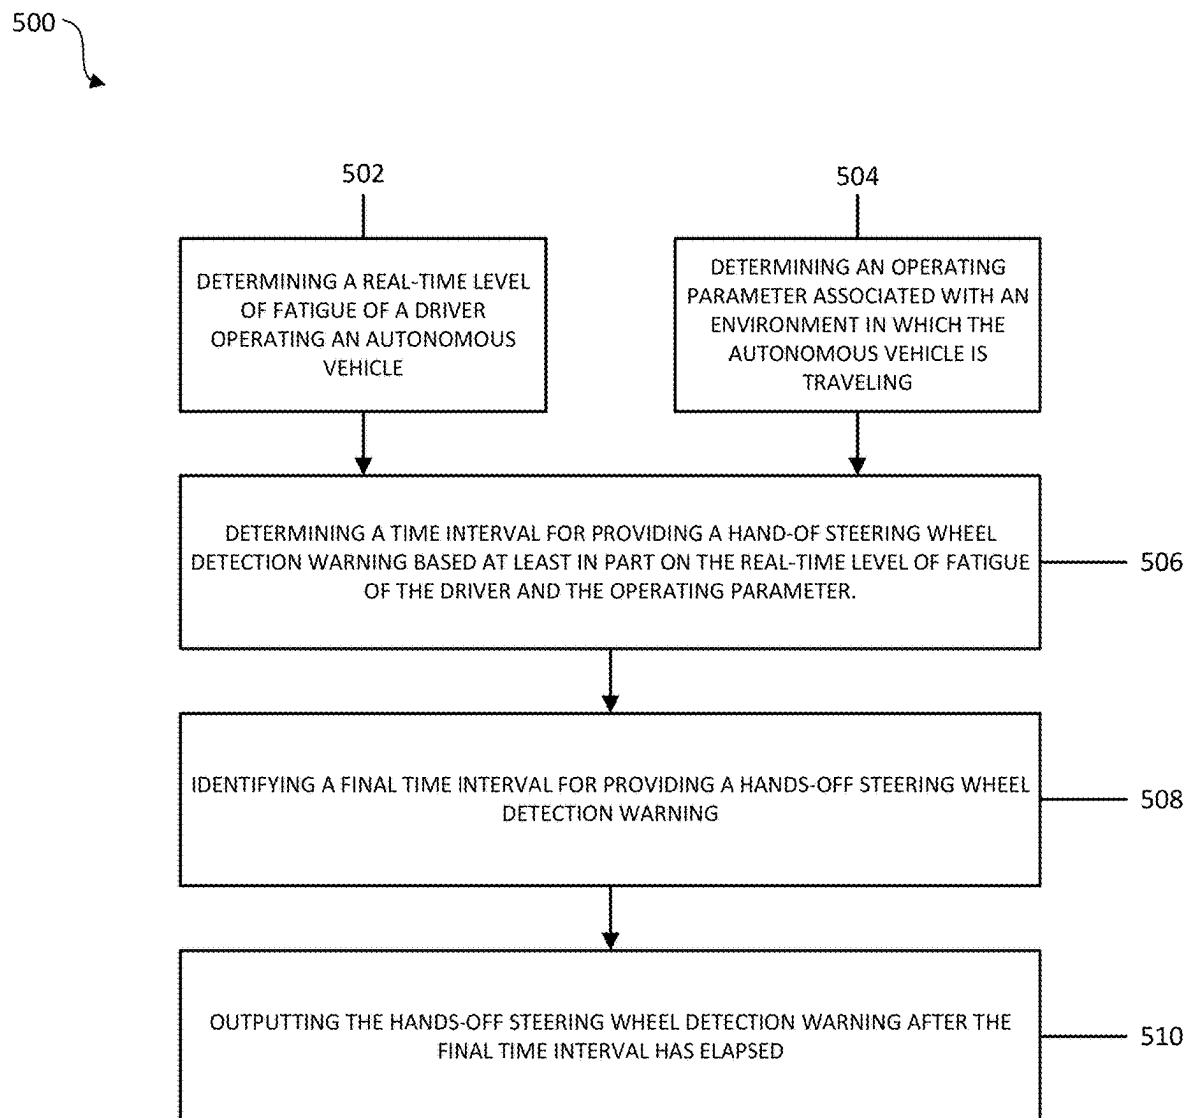 500
502
504
DETERMINING A REAL-TIME LEVEL
OF FATIGUE OF A DRIVER
OPERATING AN AUTONOMOUS
VEHICLE
DETERMINING AN OPERATING
PARAMETER ASSOCIATED WITH AN
ENVIRONMENT IN WHICH THE
AUTONOMOUS VEHICLE IS
TRAVELING
DETERMINING A TIME INTERVAL FOR PROVIDING A HAND-OF STEERING WHEEL
DETECTION WARNING BASED AT LEAST IN PART ON THE REAL-TIME LEVEL OF FATIGUE
OF THE DRIVER AND THE OPERATING PARAMETER.
506
IDENTIFYING A FINAL TIME INTERVAL FOR PROVIDING A HANDS-OFF STEERING WHEEL
DETECTION WARNING
508
OUTPUTTING THE HANDS-OFF STEERING WHEEL DETECTION WARNING AFTER THE
FINAL TIME INTERVAL HAS ELAPSED
510